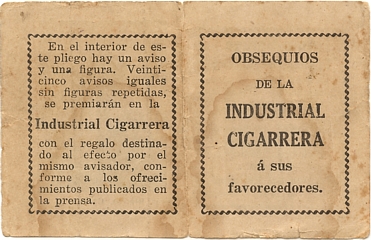 En el interior de es-
te pliego hay un aviso
y una figura. Veinti-
cinco avisos iguales
sin figuras repetidas,
se premiarán en la
Industrial Cigarrera
con el regalo destina-
do al efecto por el
mismo avisador, con-
forme a los ofreci-
mientos publicados en
la prensa.
OBSEQUIOS
DE LA
INDUSTRIAL
CIGARRERA
á sus
favorecedores.